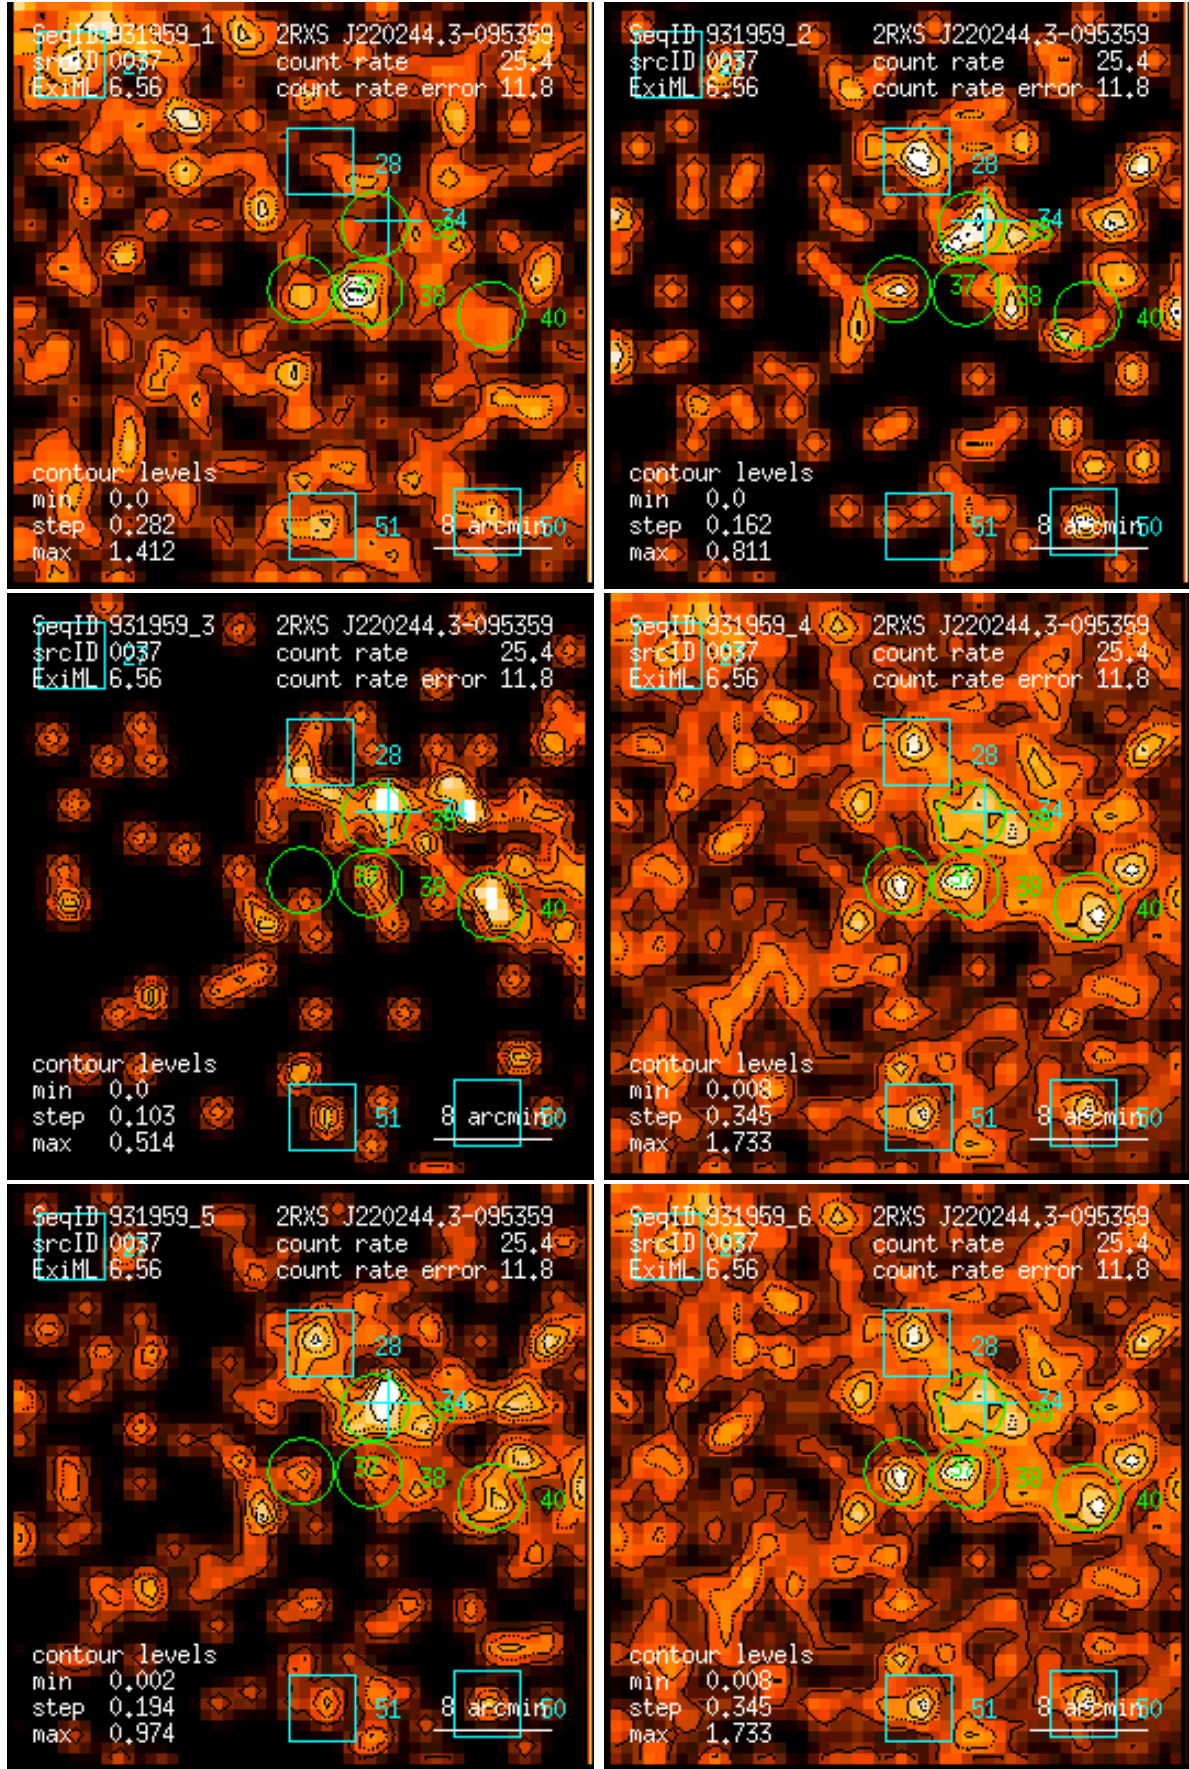 SeqID 931959_1 2RXS J220244.3-095359
srcID 0037 count rate 25.4
ExiML 6.56 count rate error 11.8
28
34
37 38
40
contour levels
min 0.0
step 0.282 51 8 arcmin 50
max 1.412
SeqID 931959_2 2RXS J220244.3-095359
srcID 0037 count rate 25.4
ExiML 6.56 count rate error 11.8
28
34
37 38
40
contour levels
min 0.0
step 0.162 51 8 arcmin 50
max 0.811
SeqID 931959_3 2RXS J220244.3-095359
srcID 0037 count rate 25.4
ExiML 6.56 count rate error 11.8
28
34
37 38
40
contour levels
min 0.0
step 0.103 51 8 arcmin 50
max 0.514
SeqID 931959_4 2RXS J220244.3-095359
srcID 0037 count rate 25.4
ExiML 6.56 count rate error 11.8
28
34
37 38
40
contour levels
min 0.008
step 0.345 51 8 arcmin 50
max 1.733
SeqID 931959_5 2RXS J220244.3-095359
srcID 0037 count rate 25.4
ExiML 6.56 count rate error 11.8
28
34
37 38
40
contour levels
min 0.002
step 0.194 51 8 arcmin 50
max 0.974
SeqID 931959_6 2RXS J220244.3-095359
srcID 0037 count rate 25.4
ExiML 6.56 count rate error 11.8
28
34
37 38
40
contour levels
min 0.008
step 0.345 51 8 arcmin 50
max 1.733